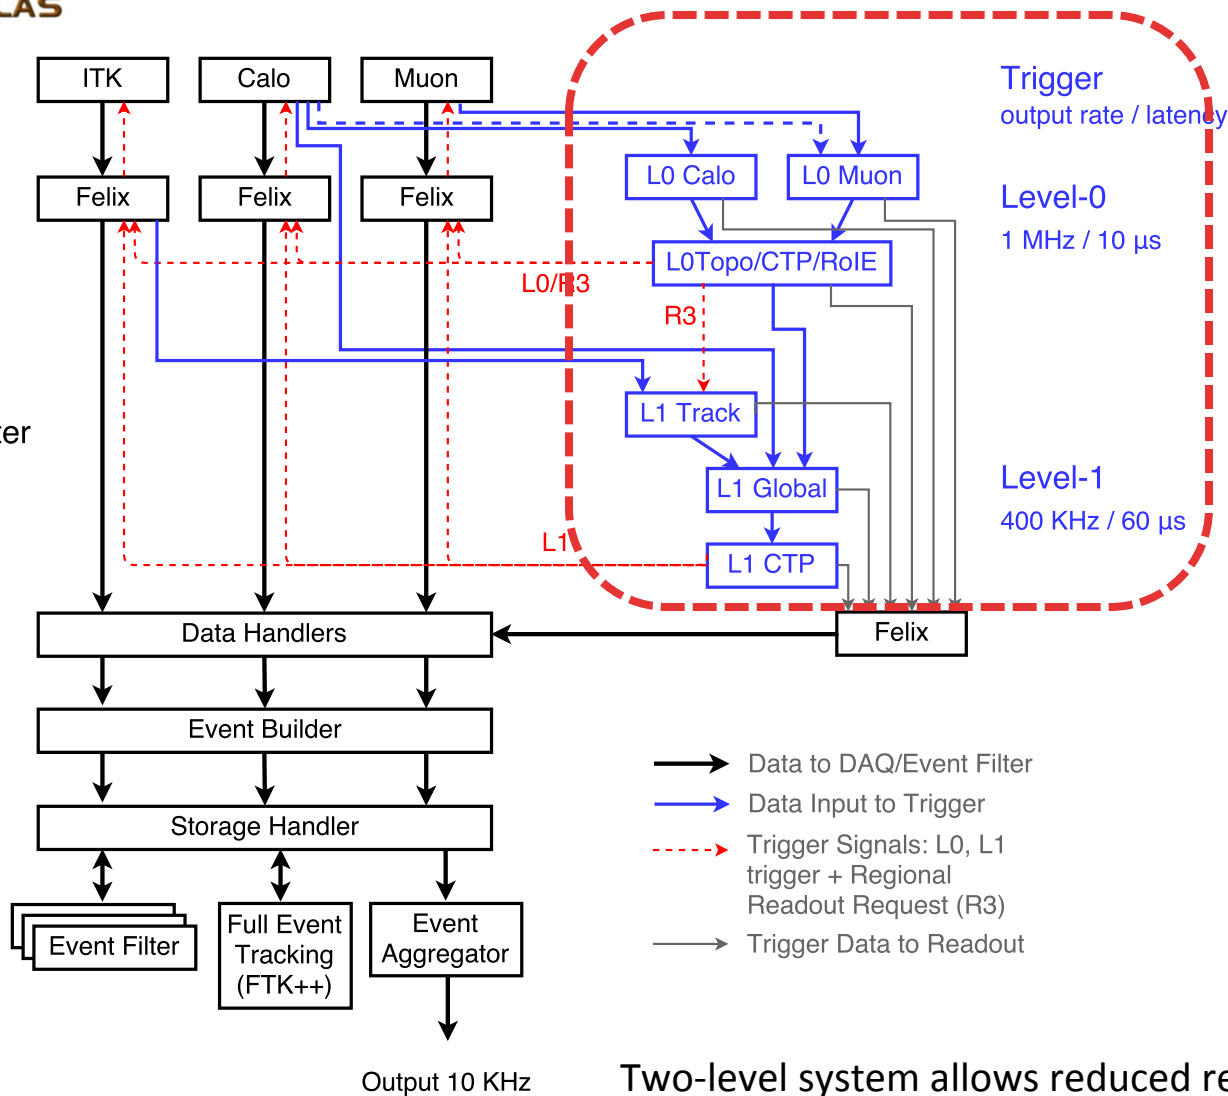 ITK
Calo
Muon
Trigger
output rate / latency
L0 Calo
L0 Muon
Felix
Felix
Felix
Level-0
1 MHz / 10 µs
L0Topo/CTP/RoIE
L0/R3
R3
L1 Track
Level-1
L1 Global
400 KHz / 60 µs
L1
L1 CTP
Data Handlers
Felix
Event Builder
Data to DAQ/Event Filter
Data Input to Trigger
Storage Handler
Trigger Signals: L0, L1
trigger + Regional
Readout Request (R3)
Trigger Data to Readout
Event Filter
Full Event
Tracking
(FTK++)
Event
Aggregator
Output 10 KHz
Two-level system allows reduced